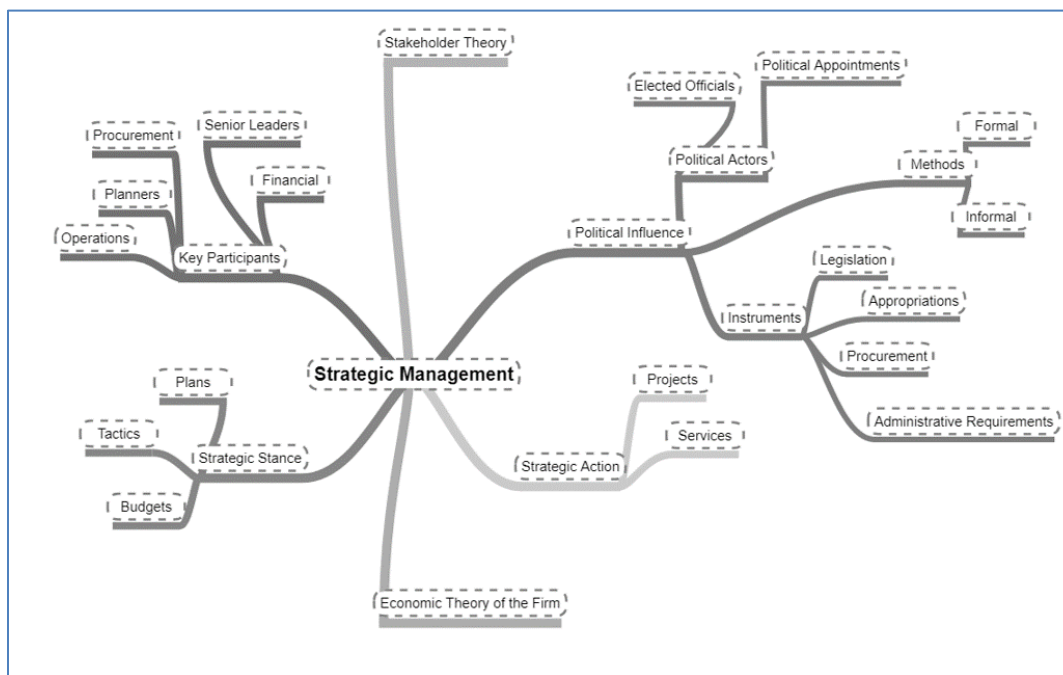 Stakeholder Theory
Political Appointments
Elected Officials
Senior Leaders
Procurement
Formal
Political Actors
Methods
Financial
Planners
Informal
Operations
Key Participants
Political Influence
Legislation
Appropriations
Instruments
Procurement
Strategic Management
Plans
Projects
Administrative Requirements
Tactics
Services
Strategic Stance
Strategic Action
Budgets
Economic Theory of the Firm